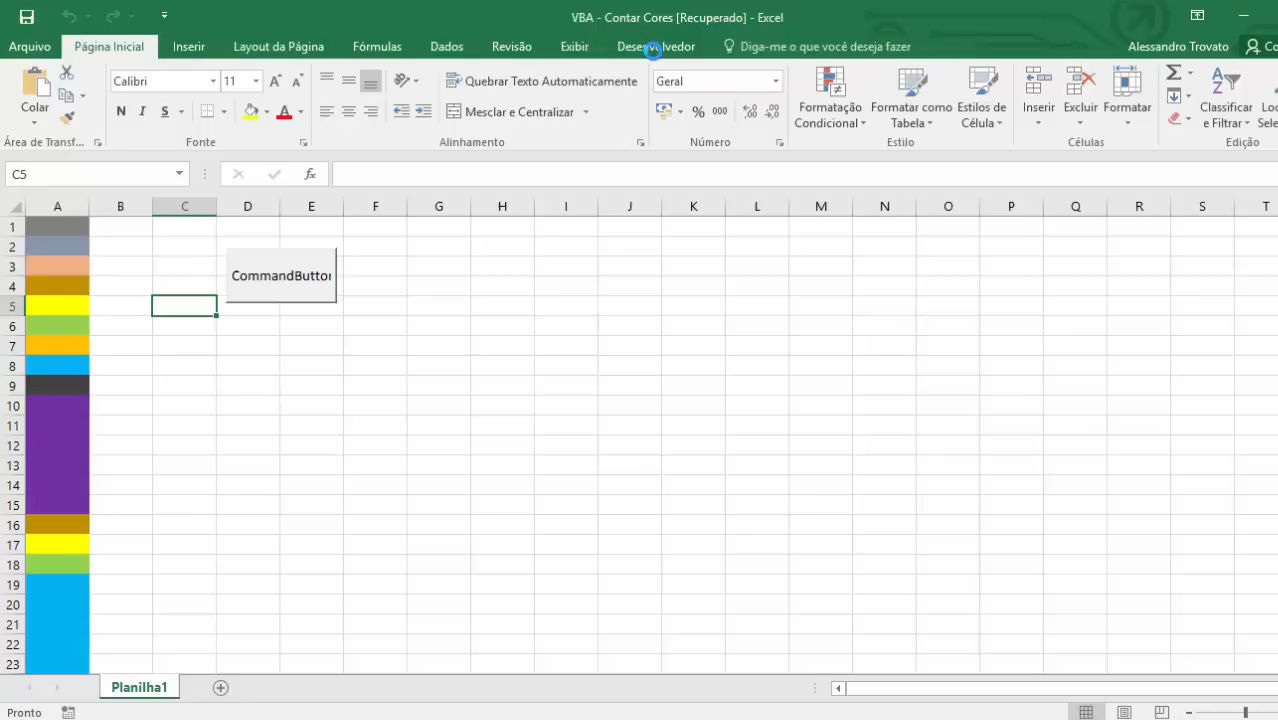 VBA - Contar Cores [Recuperado] - Excel
Arquivo Página Inicial Inserir Layout da Página Fórmulas Dados Revisão Exibir Desenvolvedor Diga-me o que você deseja fazer Alessandro Trovato
Colar
Calibri 11
Quebrar Texto Automaticamente
Geral
Formatação Condicional
Formatar como Tabela
Estilos de Célula
Inserir Excluir Formatar
Classificar e Filtrar
N I S A
Mesclar e Centralizar
% 000
Área de Transf... Fonte Alinhamento Número Estilo Células Edição
C5 fx
A B C D E F G H I J K L M N O P Q R S T
1
2
3
CommandButto
4
5
6
7
8
9
10
11
12
13
14
15
16
17
18
19
20
21
22
23
Planilha1
Pronto